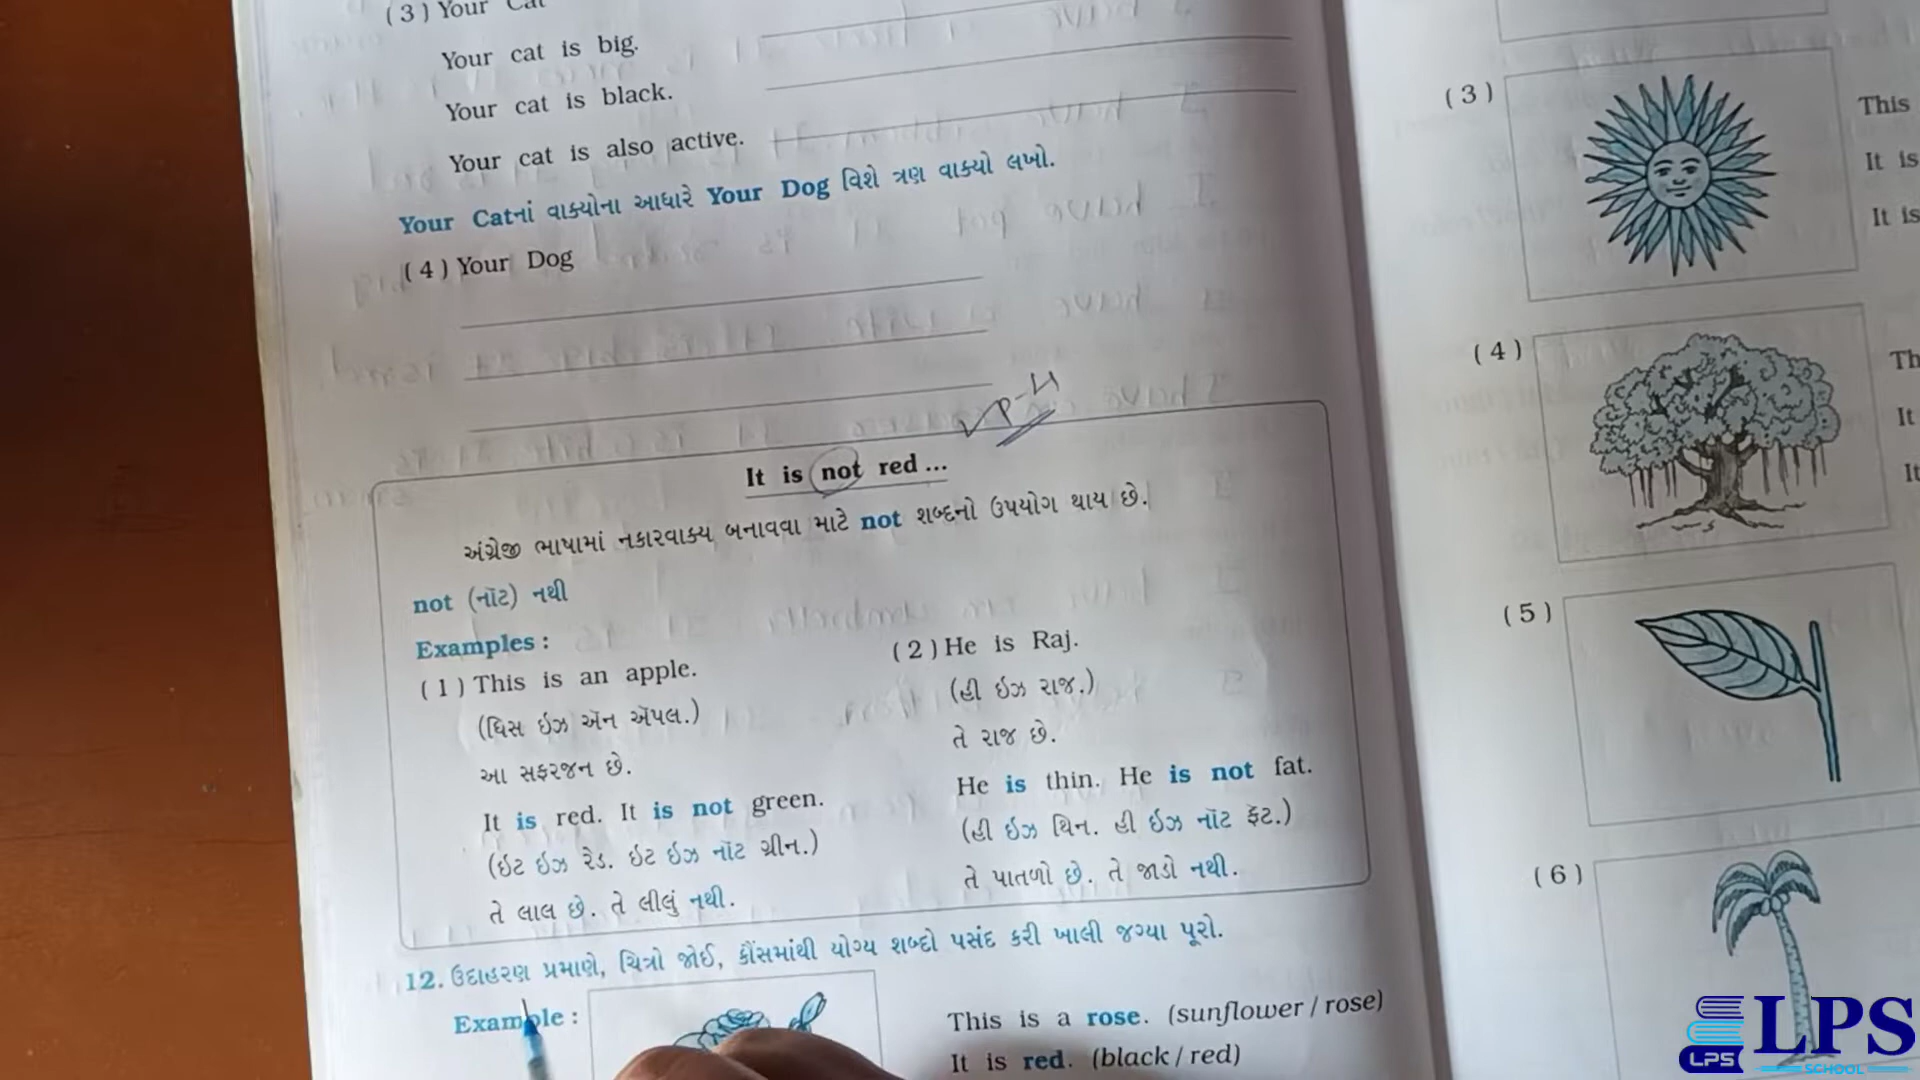 ( 3 ) Your Cat
Your cat is big.
Your cat is black.
Your cat is also active.
Your Catનાં વાક્યોના આધારે Your Dog વિશે ત્રણ વાક્યો લખો.
( 4 ) Your Dog
P-H
It is not red ...
અંગ્રેજી ભાષામાં નકારવાક્ય બનાવવા માટે not શબ્દનો ઉપયોગ થાય છે.
not (નૉટ) નથી
Examples :
( 1 ) This is an apple.
(ધિસ ઇઝ ઍન ઍપલ.)
આ સફરજન છે.
It is red. It is not green.
(ઇટ ઇઝ રેડ. ઇટ ઇઝ નૉટ ગ્રીન.)
તે લાલ છે. તે લીલું નથી.
( 2 ) He is Raj.
(હી ઇઝ રાજ.)
તે રાજ છે.
He is thin. He is not fat.
(હી ઇઝ થિન. હી ઇઝ નૉટ ફૅટ.)
તે પાતળો છે. તે જાડો નથી.
12. ઉદાહરણ પ્રમાણે, ચિત્રો જોઈ, કૌંસમાંથી યોગ્ય શબ્દો પસંદ કરી ખાલી જગ્યા પૂરો.
Example :
This is a rose. (sunflower / rose)
It is red. (black / red)
( 3 )
This
It is
It is
( 4 )
Th
It
It
( 5 )
( 6 )
LPS
LPS
SCHOOL